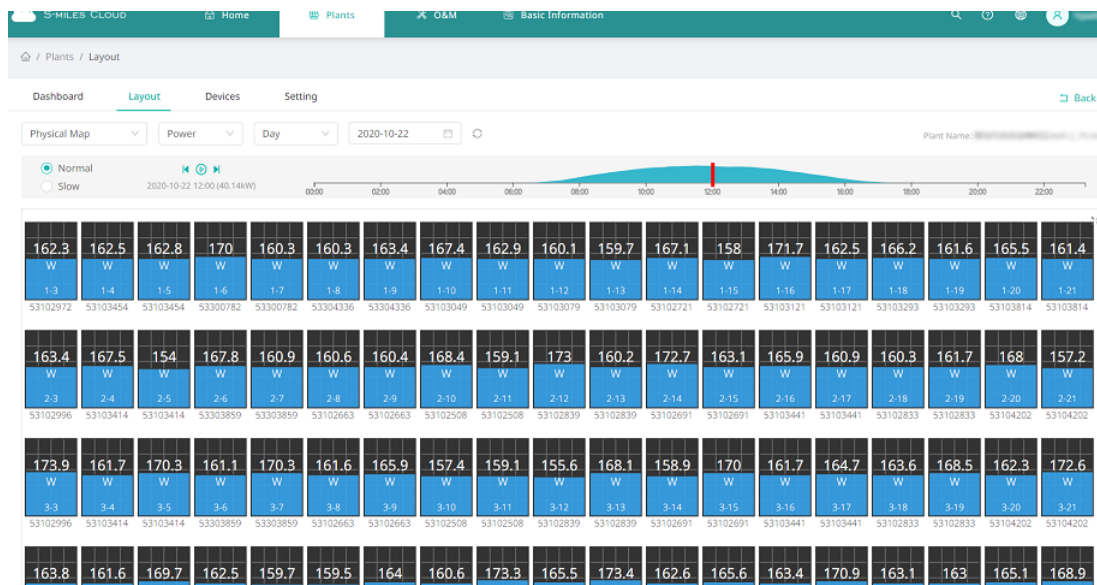 S-MILES CLOUD Home Plants O&M Basic Information
/ Plants / Layout
Dashboard Layout Devices Setting Back
Physical Map Power Day 2020-10-22 Plant Name:
Normal
Slow 2020-10-22 12:00 (40.14kW)
00:00 02:00 04:00 06:00 08:00 10:00 12:00 14:00 16:00 18:00 20:00 22:00
162.3 162.5 162.8 170 160.3 160.3 163.4 167.4 162.9 160.1 159.7 167.1 158 171.7 162.5 166.2 161.6 165.5 161.4
W W W W W W W W W W W W W W W W W W W
1-3 1-4 1-5 1-6 1-7 1-8 1-9 1-10 1-11 1-12 1-13 1-14 1-15 1-16 1-17 1-18 1-19 1-20 1-21
53102972 53103454 53103454 53300782 53300782 53304336 53304336 53103049 53103049 53103079 53103079 53102721 53102721 53103121 53103121 53103293 53103293 53103814 53103814
163.4 167.5 154 167.8 160.9 160.6 160.4 168.4 159.1 173 160.2 172.7 163.1 165.9 160.9 160.3 161.7 168 157.2
W W W W W W W W W W W W W W W W W W W
2-3 2-4 2-5 2-6 2-7 2-8 2-9 2-10 2-11 2-12 2-13 2-14 2-15 2-16 2-17 2-18 2-19 2-20 2-21
53102996 53103414 53103414 53303859 53303859 53102663 53102663 53102508 53102508 53102839 53102839 53102691 53102691 53103441 53103441 53102833 53102833 53104202 53104202
173.9 161.7 170.3 161.1 170.3 161.6 165.9 157.4 159.1 155.6 168.1 158.9 170 161.7 164.7 163.6 168.5 162.3 172.6
W W W W W W W W W W W W W W W W W W W
3-3 3-4 3-5 3-6 3-7 3-8 3-9 3-10 3-11 3-12 3-13 3-14 3-15 3-16 3-17 3-18 3-19 3-20 3-21
53102996 53103414 53103414 53303859 53303859 53102663 53102663 53102508 53102508 53102839 53102839 53102691 53102691 53103441 53103441 53102833 53102833 53104202 53104202
163.8 161.6 169.7 162.5 159.7 159.5 164 160.6 173.3 165.5 173.4 162.6 165.6 163.4 170.9 163.1 163 165.1 168.9